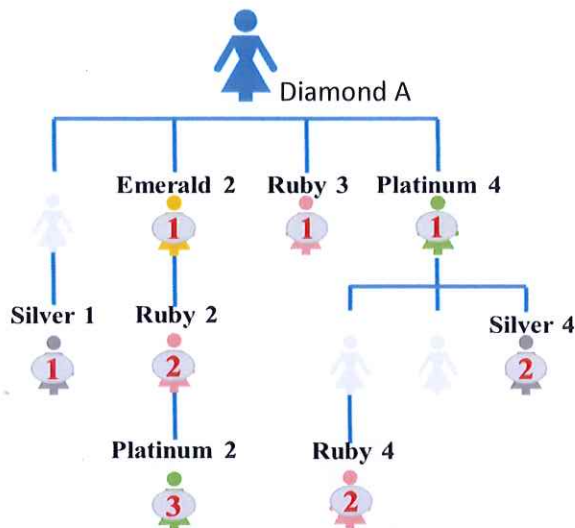 Diamond A
Emerald 2 Ruby 3 Platinum 4
1 1 1
Silver 1 Ruby 2 Silver 4
1 2 2
Platinum 2 Ruby 4
3 2